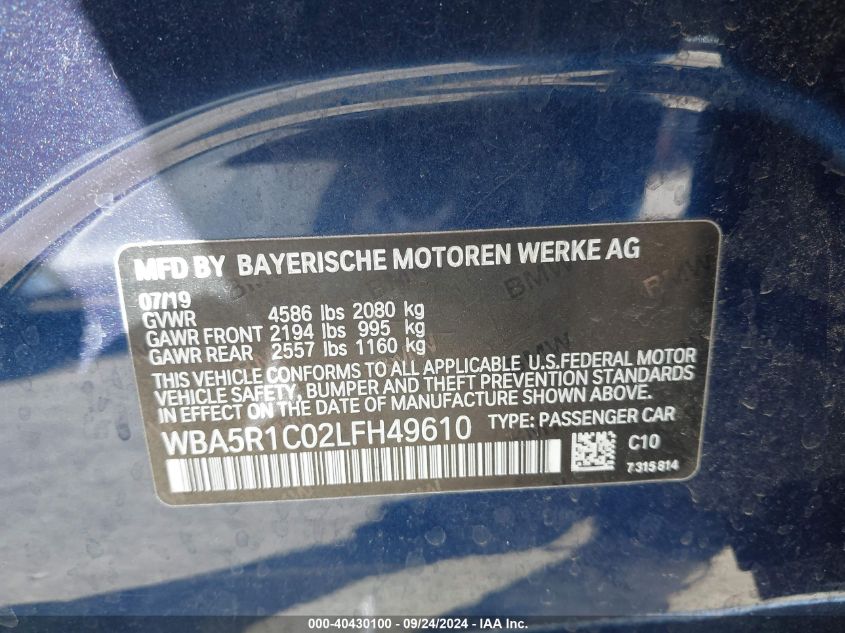 MFD BY BAYERISCHE MOTOREN WERKE AG
07/19
GVWR 4586 lbs 2080 kg
GAWR FRONT 2194 lbs 995 kg
GAWR REAR 2557 lbs 1160 kg
THIS VEHICLE CONFORMS TO ALL APPLICABLE U.S.FEDERAL MOTOR
VEHICLE SAFETY, BUMPER AND THEFT PREVENTION STANDARDS
IN EFFECT ON THE DATE OF MANUFACTURE SHOWN ABOVE.
WBA5R1C02LFH49610 TYPE: PASSENGER CAR
C10
7315814
000-40430100 - 09/24/2024 - IAA Inc.